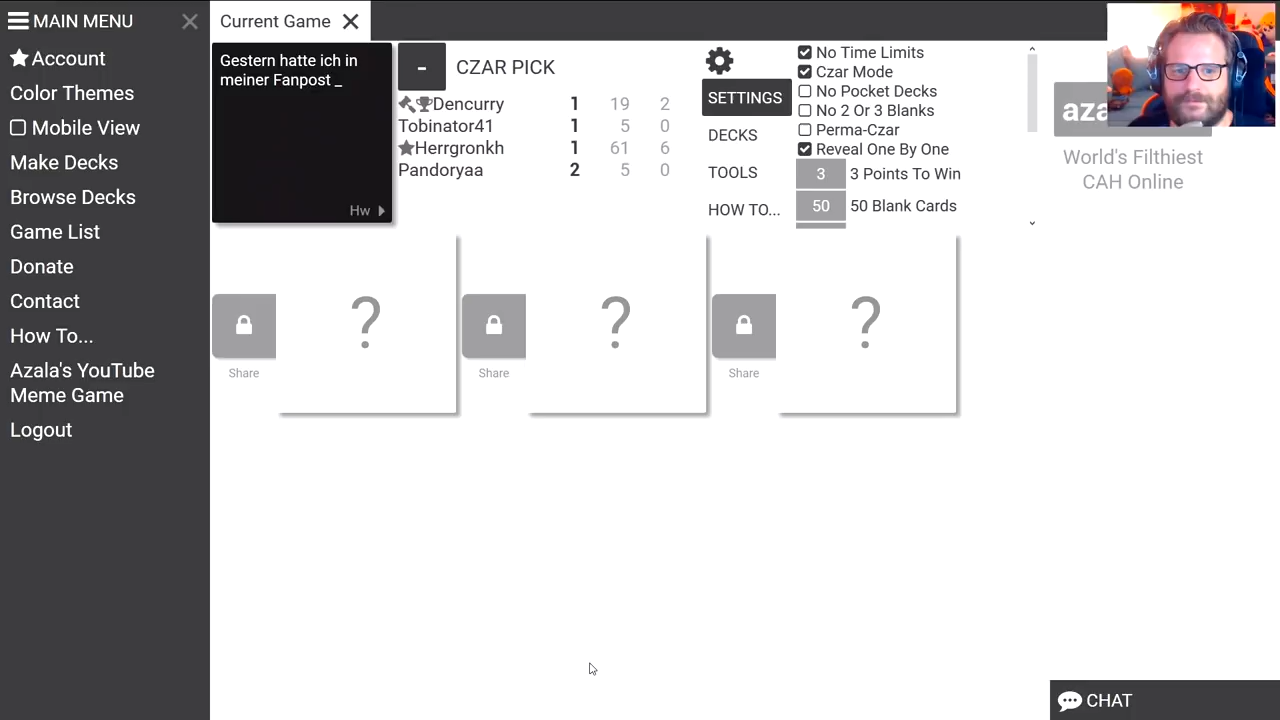 MAIN MENU
Account
Color Themes
Mobile View
Make Decks
Browse Decks
Game List
Donate
Contact
How To...
Azala's YouTube
Meme Game
Logout
Current Game
Gestern hatte ich in
meiner Fanpost _
Hw
-
CZAR PICK
Dencurry 1 19 2
Tobinator41 1 5 0
Herrgronkh 1 61 6
Pandoryaa 2 5 0
SETTINGS
DECKS
TOOLS
HOW TO...
No Time Limits
Czar Mode
No Pocket Decks
No 2 Or 3 Blanks
Perma-Czar
Reveal One By One
3 3 Points To Win
50 50 Blank Cards
World's Filthiest
CAH Online
?
Share
?
Share
?
Share
CHAT